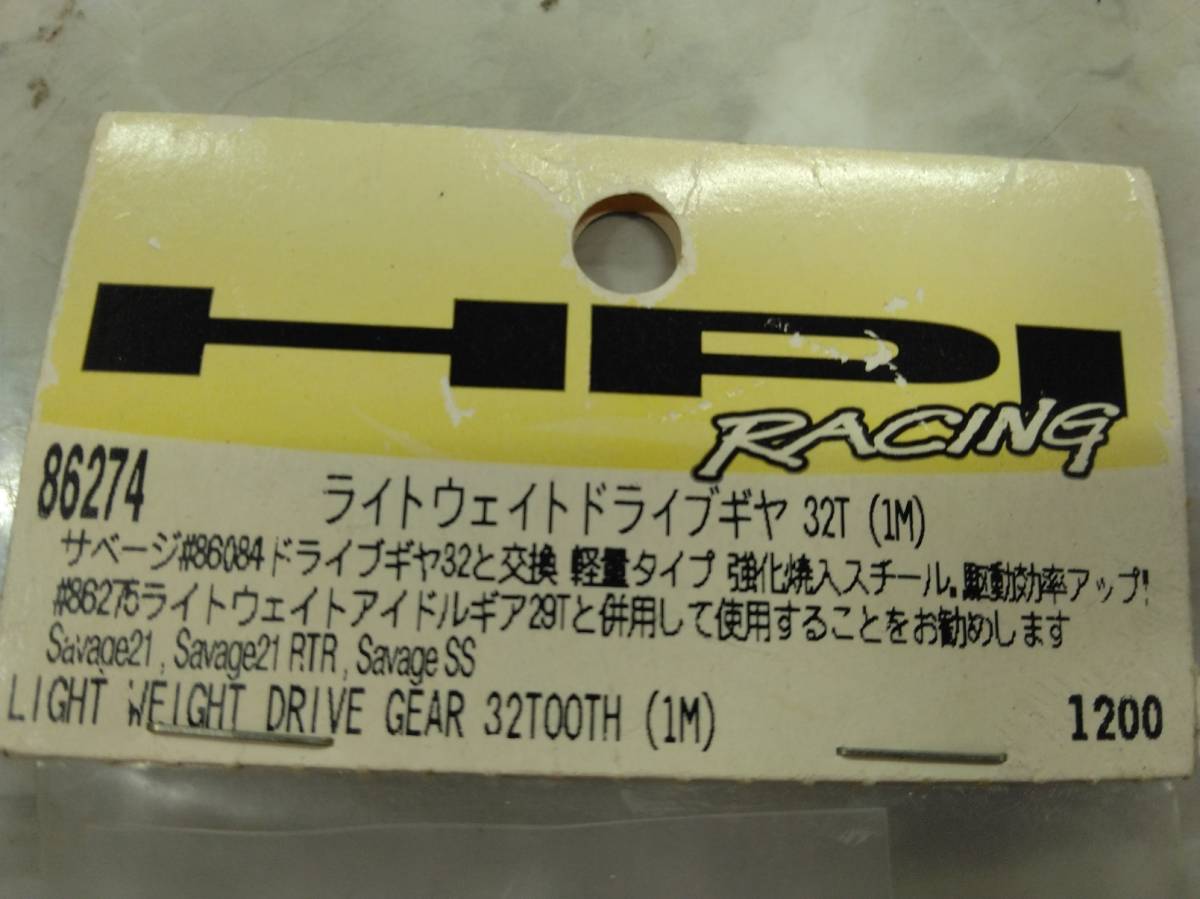 HPI
RACING
86274
ライトウェイトドライブギヤ 32T (1M)
サベージ#86084ドライブギヤ32と交換 軽量タイプ 強化焼入スチール。駆動効率アップ!
#86275ライトウェイトアイドルギア29Tと併用して使用することをお勧めします
Savage21, Savage21 RTR, Savage SS
LIGHT WEIGHT DRIVE GEAR 32TOOTH (1M)
1200